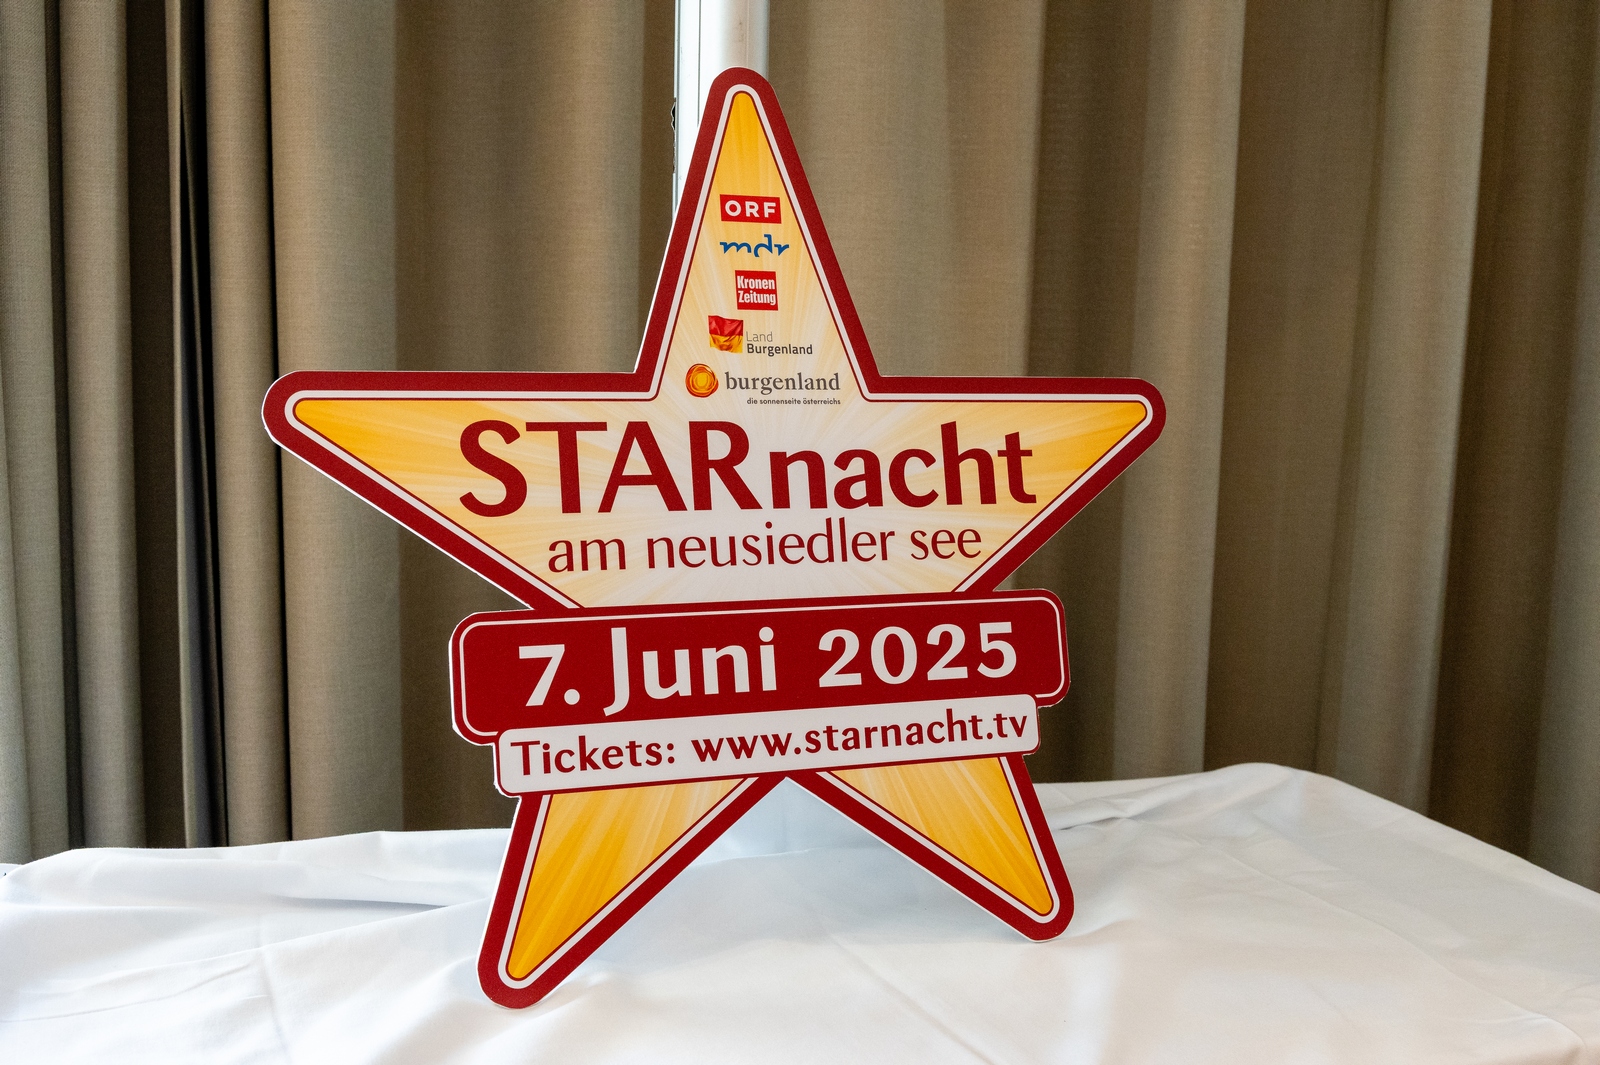 ORF
mdr
Kronen
Zeitung
Land
Burgenland
burgenland
die sonnenseite österreichs
STARnacht
am neusiedler see
7. Juni 2025
Tickets: www.starnacht.tv